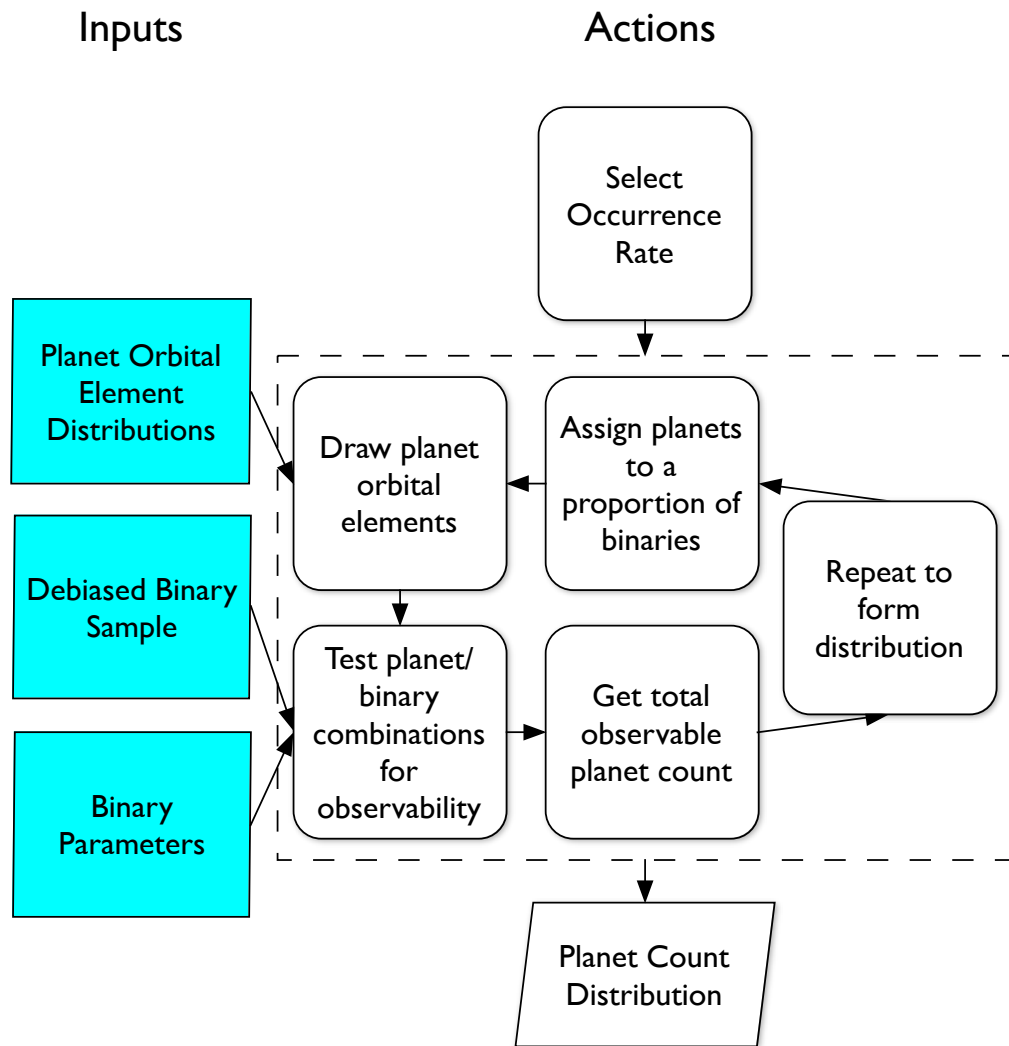 Inputs
Actions
Select
Occurrence
Rate
Planet Orbital
Element
Distributions
Draw planet
orbital
elements
Assign planets
to a
proportion of
binaries
Debiased Binary
Sample
Repeat to
form
distribution
Test planet/
binary
combinations
for
observability
Get total
observable
planet count
Binary
Parameters
Planet Count
Distribution